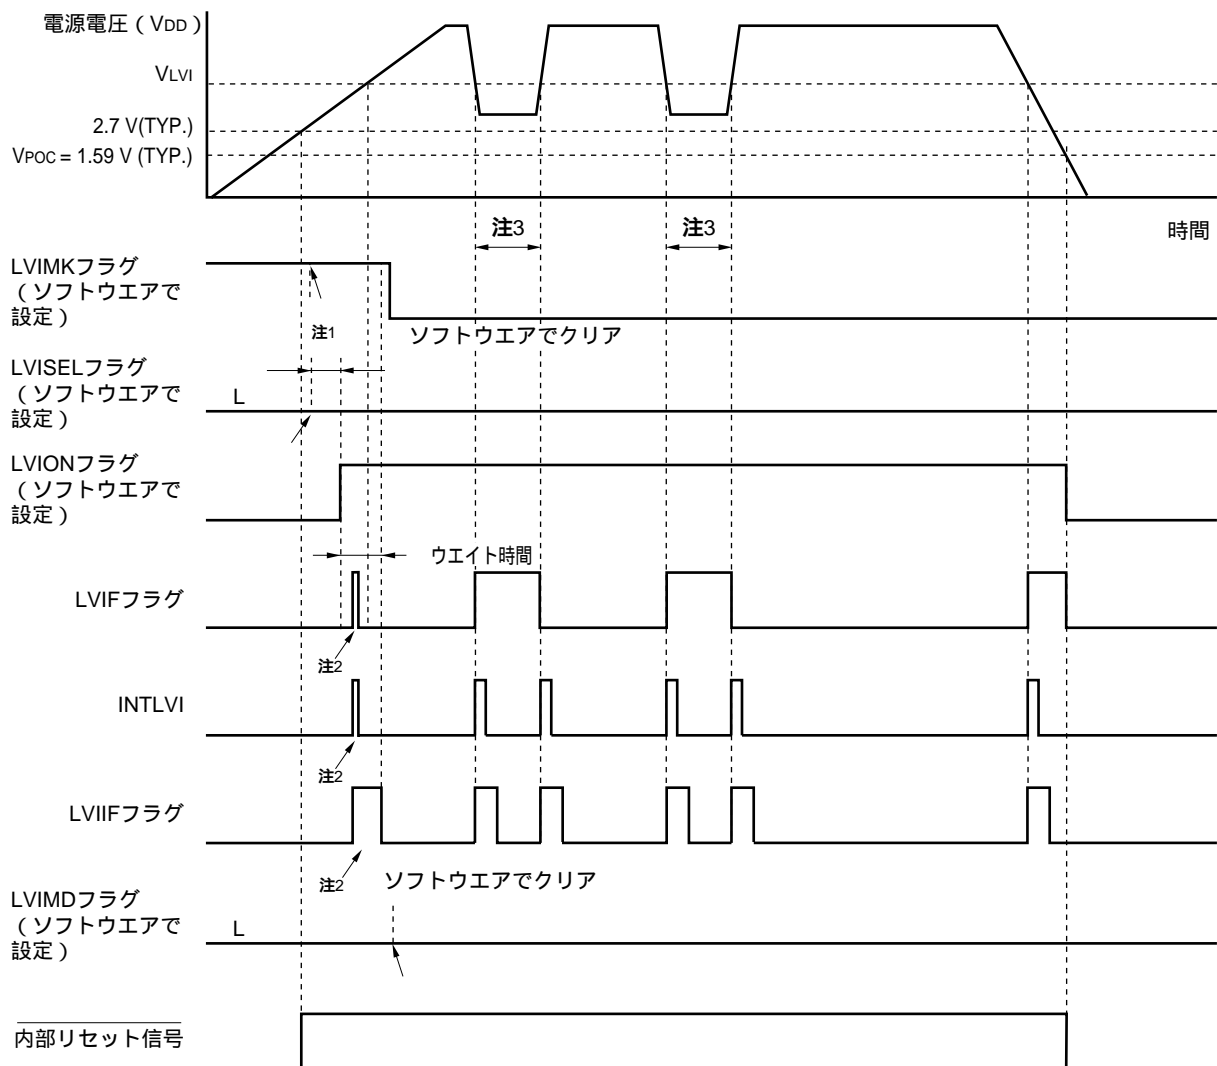 電源電圧（VDD）
VLVI
2.7 V(TYP.)
VPOC = 1.59 V (TYP.)
時間
注3
注3
LVIMKフラグ
（ソフトウエアで
設定）
注1
ソフトウエアでクリア
LVISELフラグ
（ソフトウエアで
設定）
L
LVIONフラグ
（ソフトウエアで
設定）
ウエイト時間
LVIFフラグ
注2
INTLVI
注2
LVIIFフラグ
注2
ソフトウエアでクリア
LVIMDフラグ
（ソフトウエアで
設定）
L
内部リセット信号